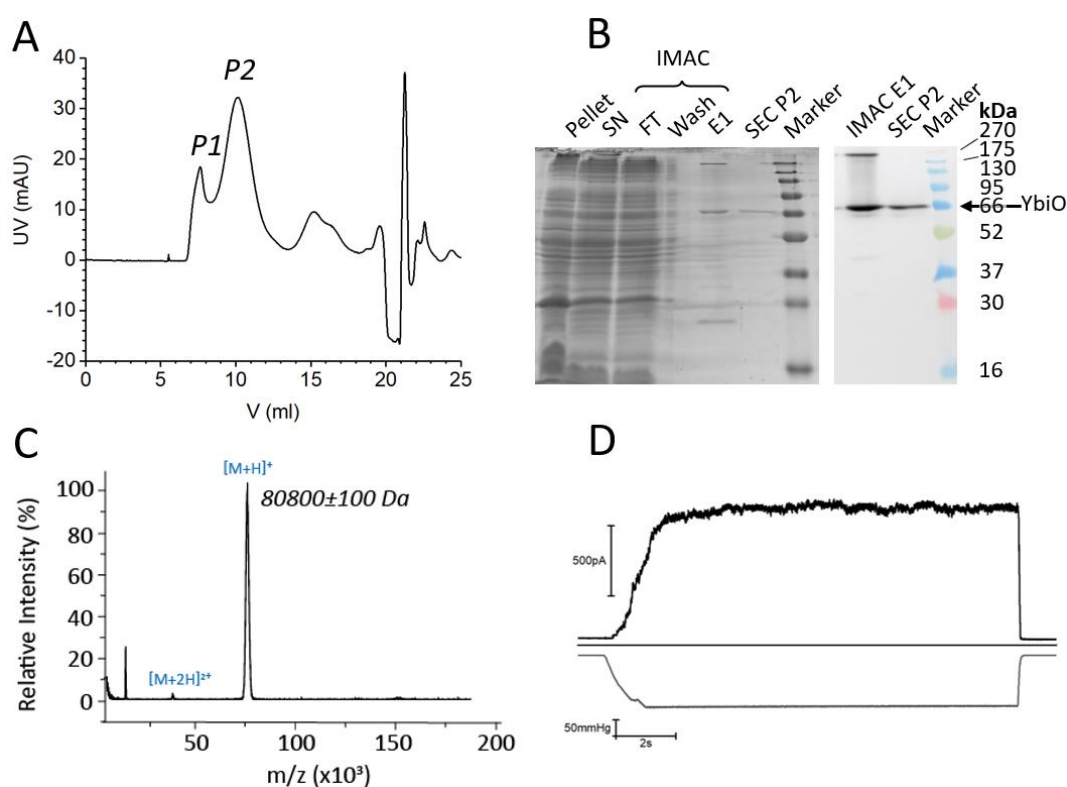 A
UV (mAU)
40
30
20
10
0
-10
-20
P1
P2
0
5
10
15
20
25
V (ml)
B
IMAC
Pellet
SN
FT
Wash
E1
SEC P2
Marker
IMAC E1
SEC P2
Marker
kDa
270
175
130
95
66
YbiO
52
37
30
16
C
Relative Intensity (%)
100
80
60
40
20
0
[M+H]⁺
80800±100 Da
[M+2H]²⁺
50
100
150
200
m/z (x10³)
D
500pA
50mmHg
2s